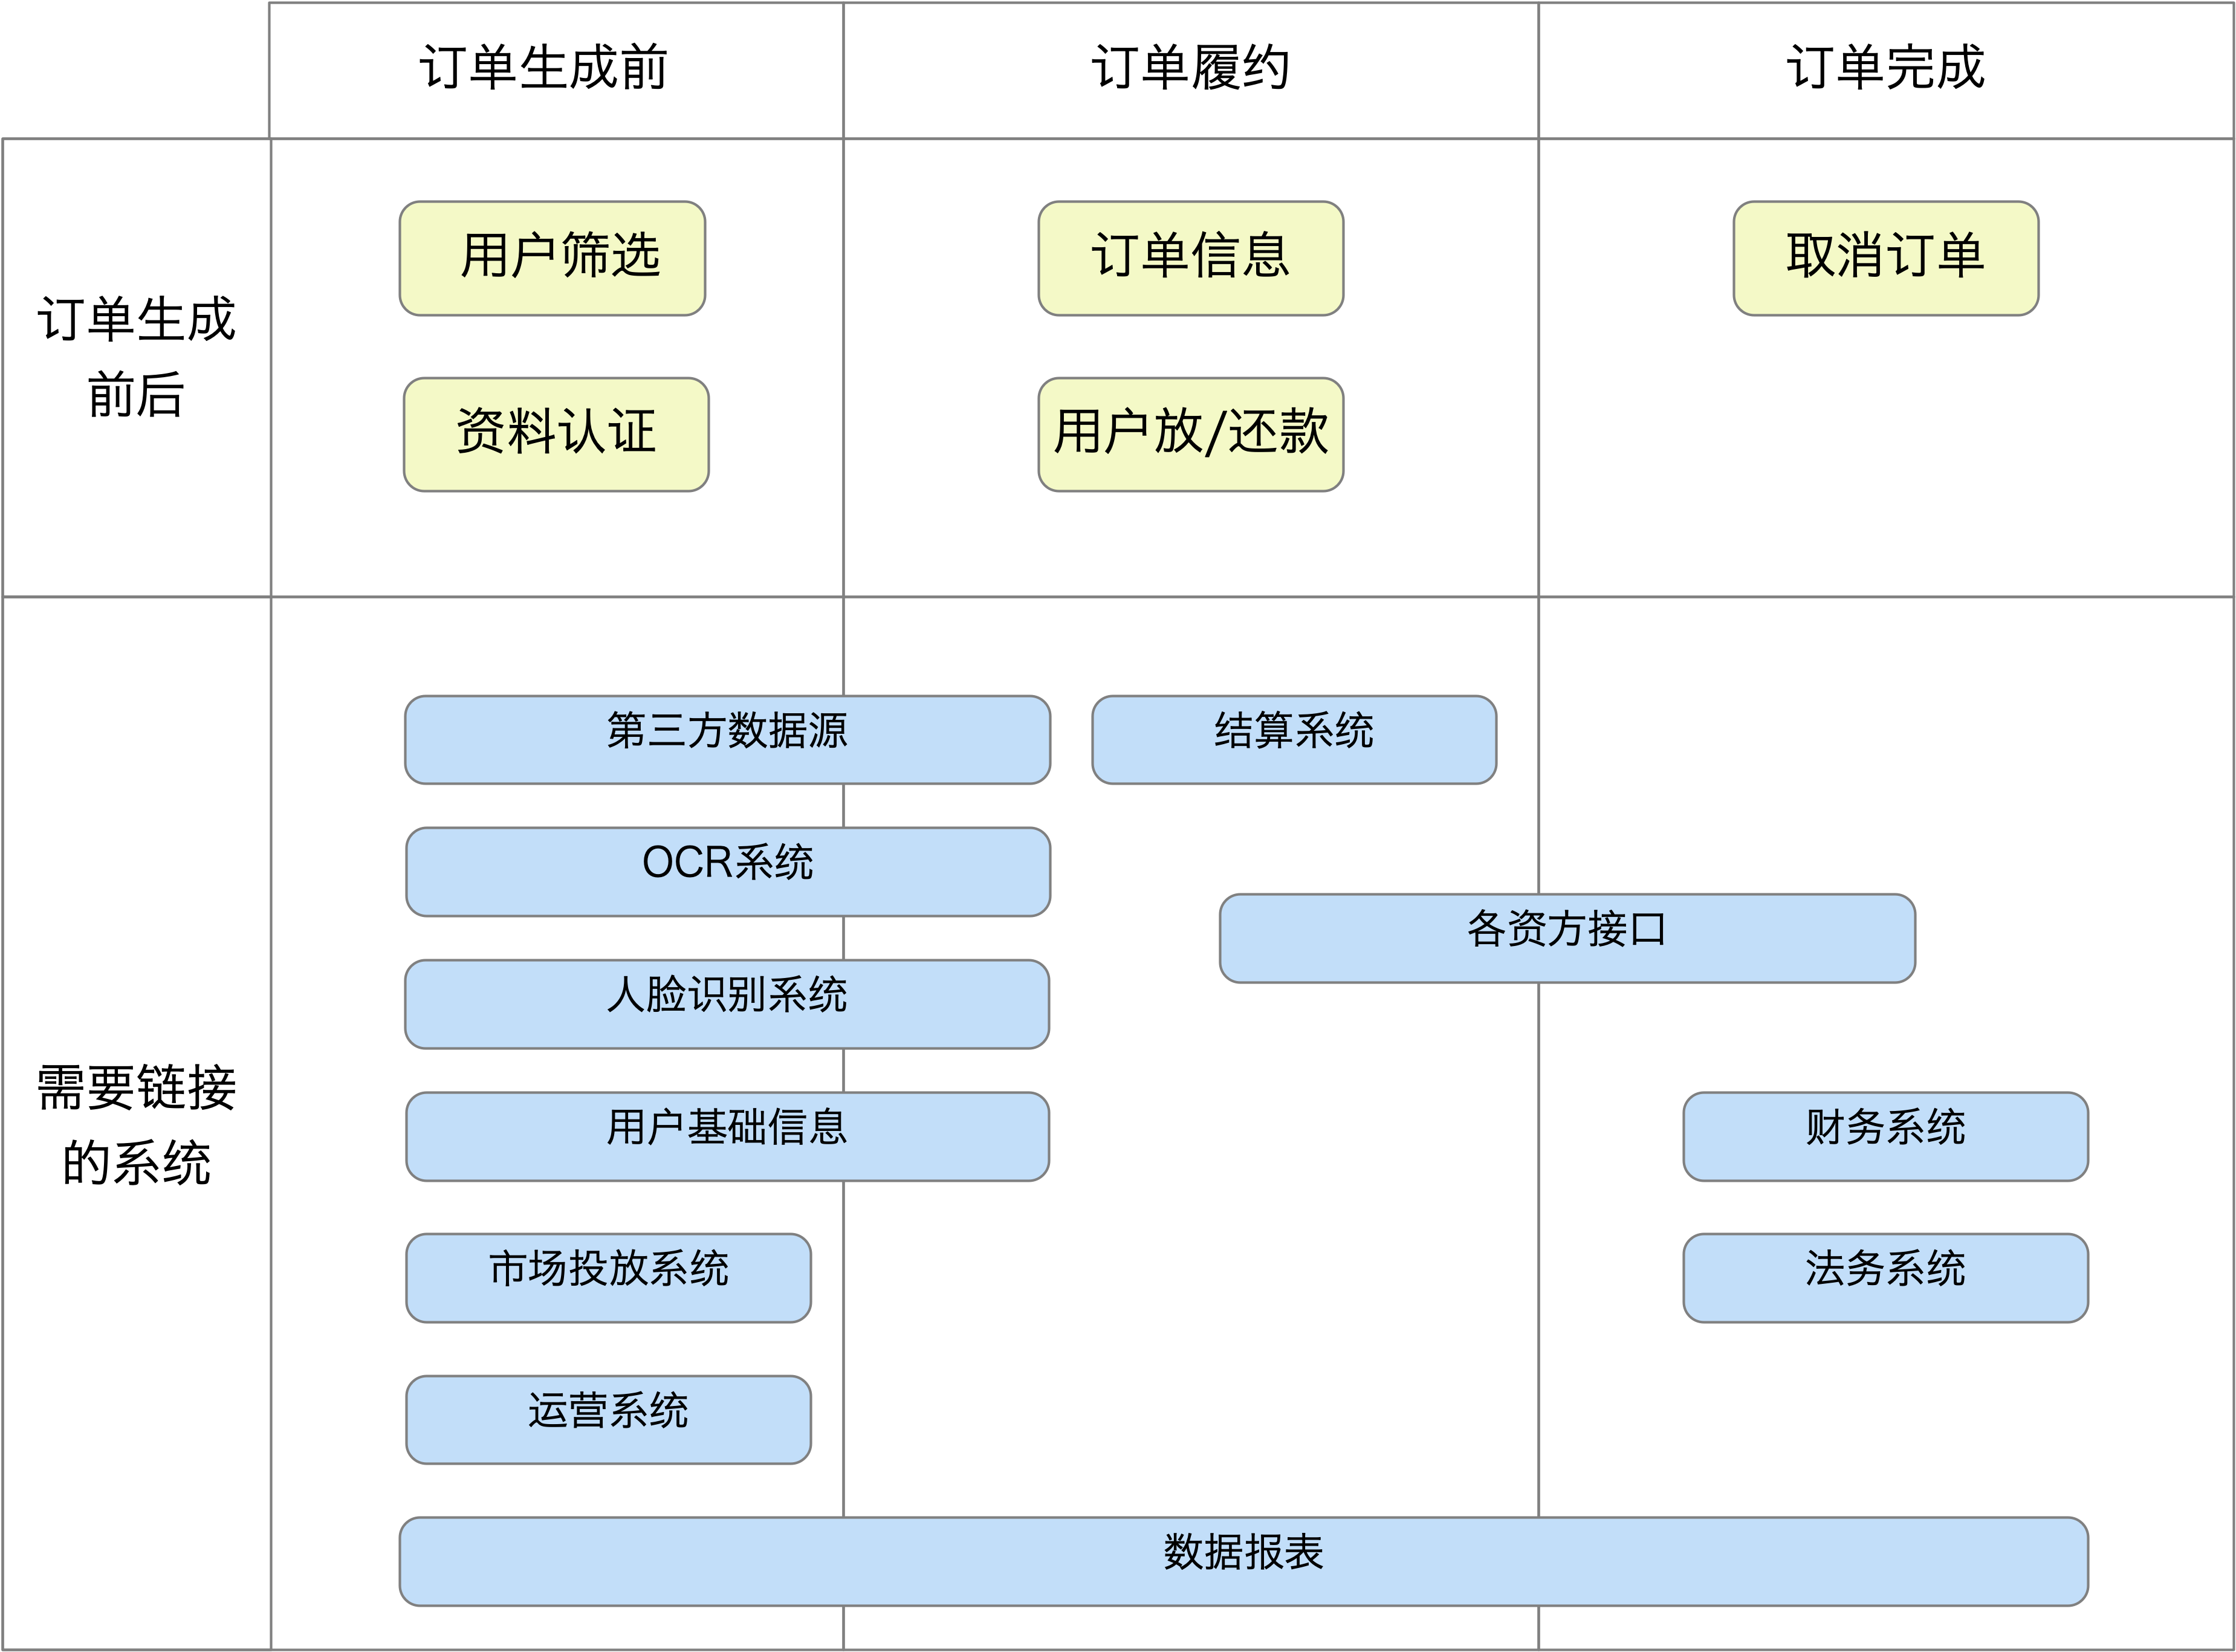 订单生成前
订单履约
订单完成
订单生成
前后
用户筛选
订单信息
取消订单
资料认证
用户放/还款
需要链接
的系统
第三方数据源
结算系统
OCR系统
各资方接口
人脸识别系统
用户基础信息
财务系统
市场投放系统
法务系统
运营系统
数据报表